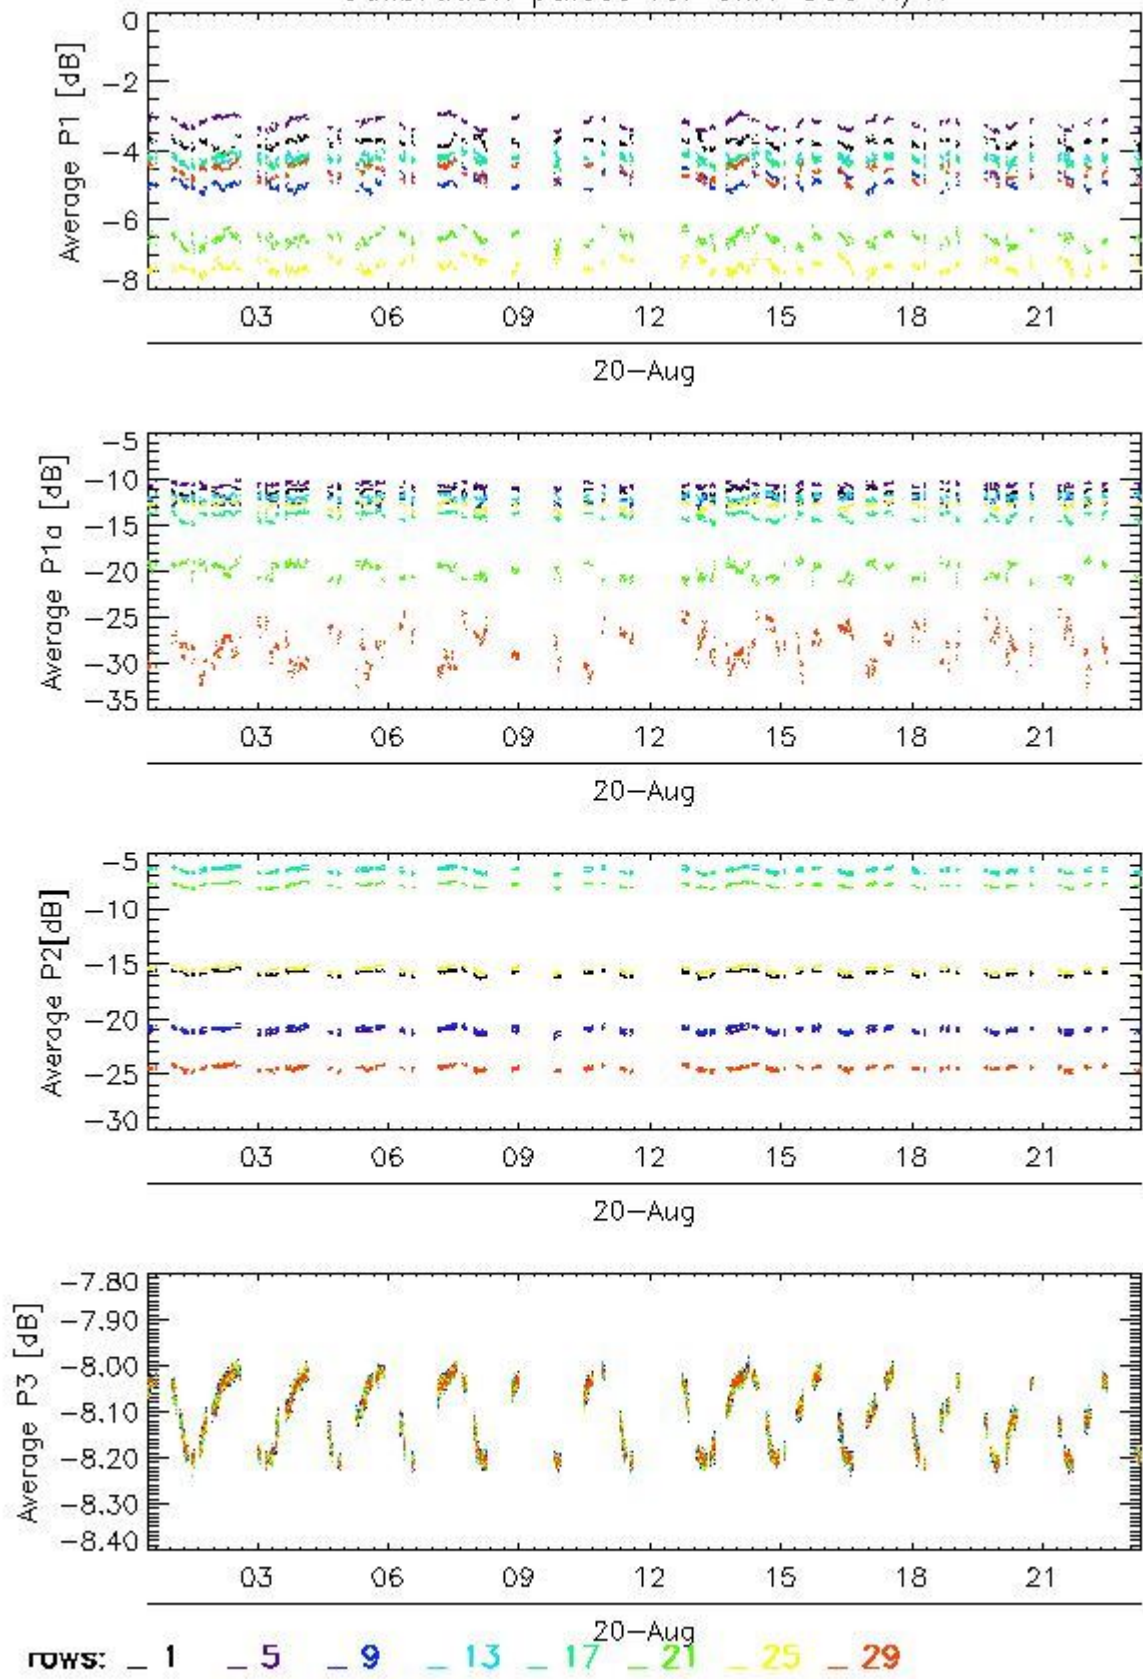 0
−2
−4
−6
−8
Average P1 [dB]
03 06 09 12 15 18 21
20−Aug
−5
−10
−15
−20
−25
−30
−35
Average P1a [dB]
03 06 09 12 15 18 21
20−Aug
−5
−10
−15
−20
−25
−30
Average P2[dB]
03 06 09 12 15 18 21
20−Aug
−7.80
−7.90
−8.00
−8.10
−8.20
−8.30
−8.40
Average P3 [dB]
03 06 09 12 15 18 21
20−Aug
rows: _ 1 _ 5 _ 9 _ 13 _ 17 _ 21 _ 25 _ 29